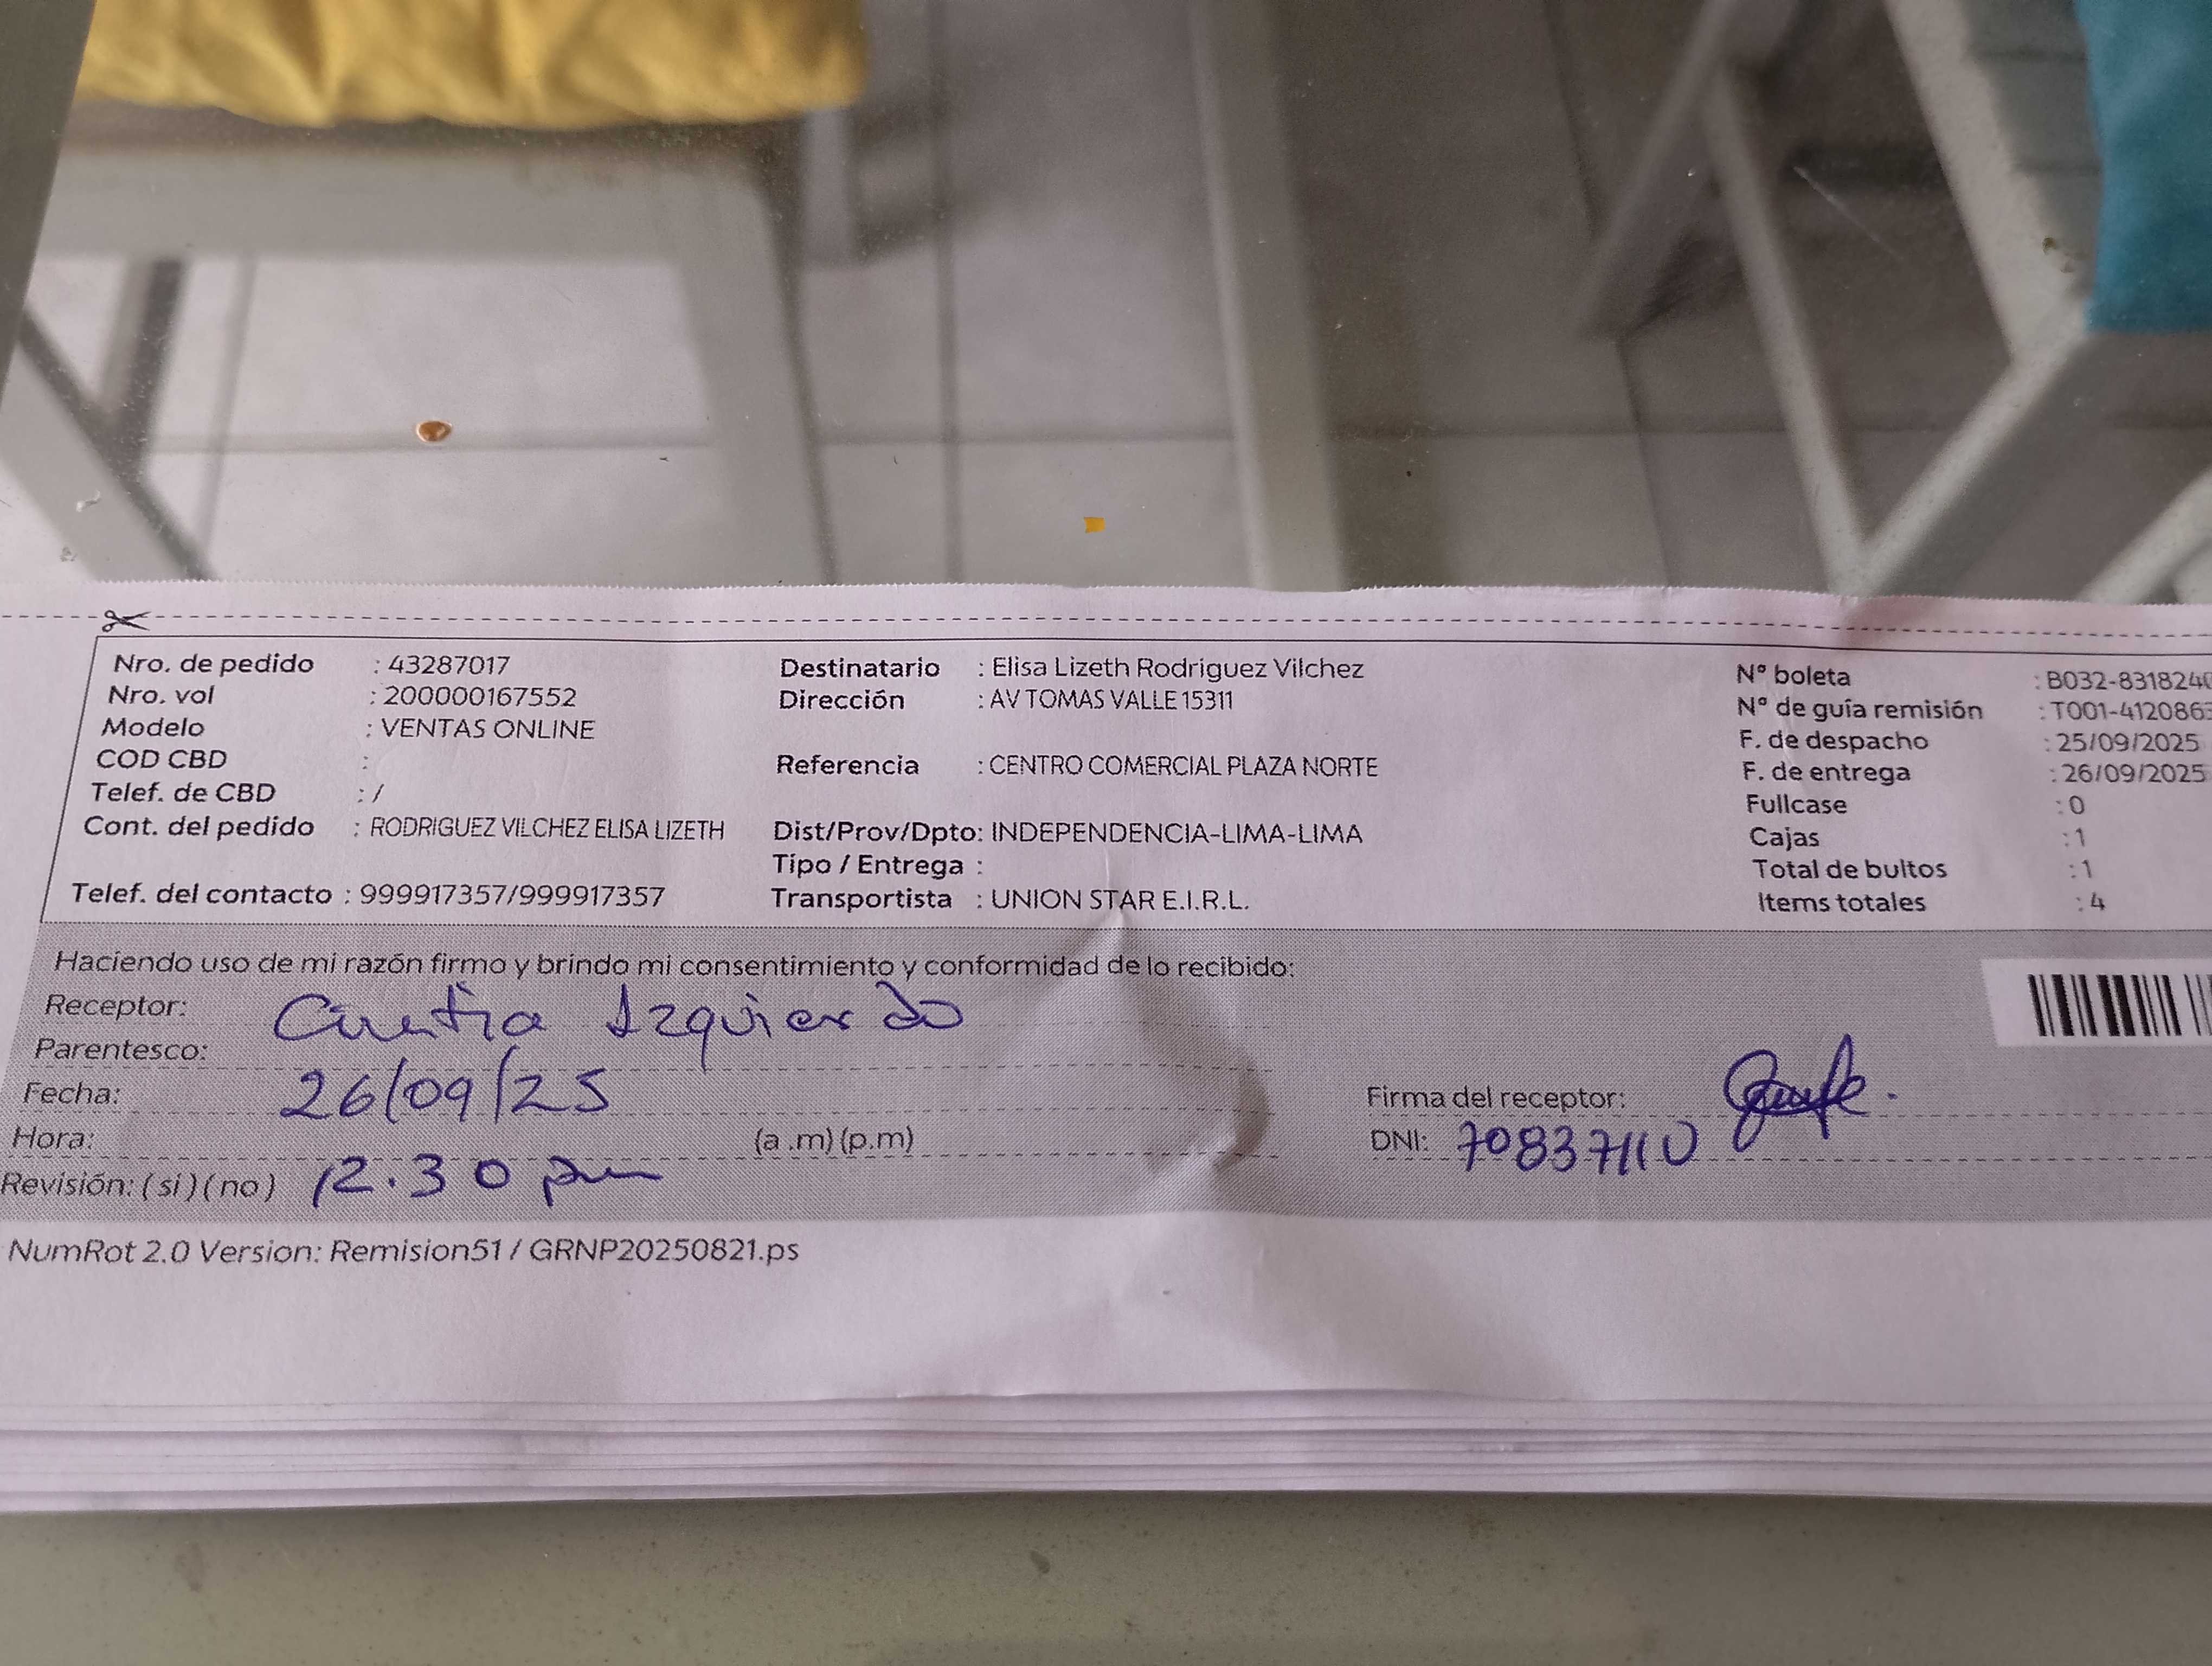 Nro. de pedido : 43287017
Nro. vol : 200000167552
Modelo : VENTAS ONLINE
COD CBD :
Telef. de CBD : /
Cont. del pedido : RODRIGUEZ VILCHEZ ELISA LIZETH
Telef. del contacto : 999917357/999917357
Destinatario : Elisa Lizeth Rodriguez Vilchez
Dirección : AV TOMAS VALLE 15311
Referencia : CENTRO COMERCIAL PLAZA NORTE
Dist/Prov/Dpto: INDEPENDENCIA-LIMA-LIMA
Tipo / Entrega :
Transportista : UNION STAR E.I.R.L.
N° boleta : B032-8318240
N° de guía remisión : T001-4120863
F. de despacho : 25/09/2025
F. de entrega : 26/09/2025
Fullcase : 0
Cajas : 1
Total de bultos : 1
Items totales : 4
Haciendo uso de mi razón firmo y brindo mi consentimiento y conformidad de lo recibido:
Receptor: Cintia Izquierdo
Parentesco:
Fecha: 26/09/25
Hora: (a .m) (p.m)
Revisión: ( si ) ( no ) 12.30 pm
Firma del receptor:
DNI:
NumRot 2.0 Version: Remision51 / GRNP20250821.ps